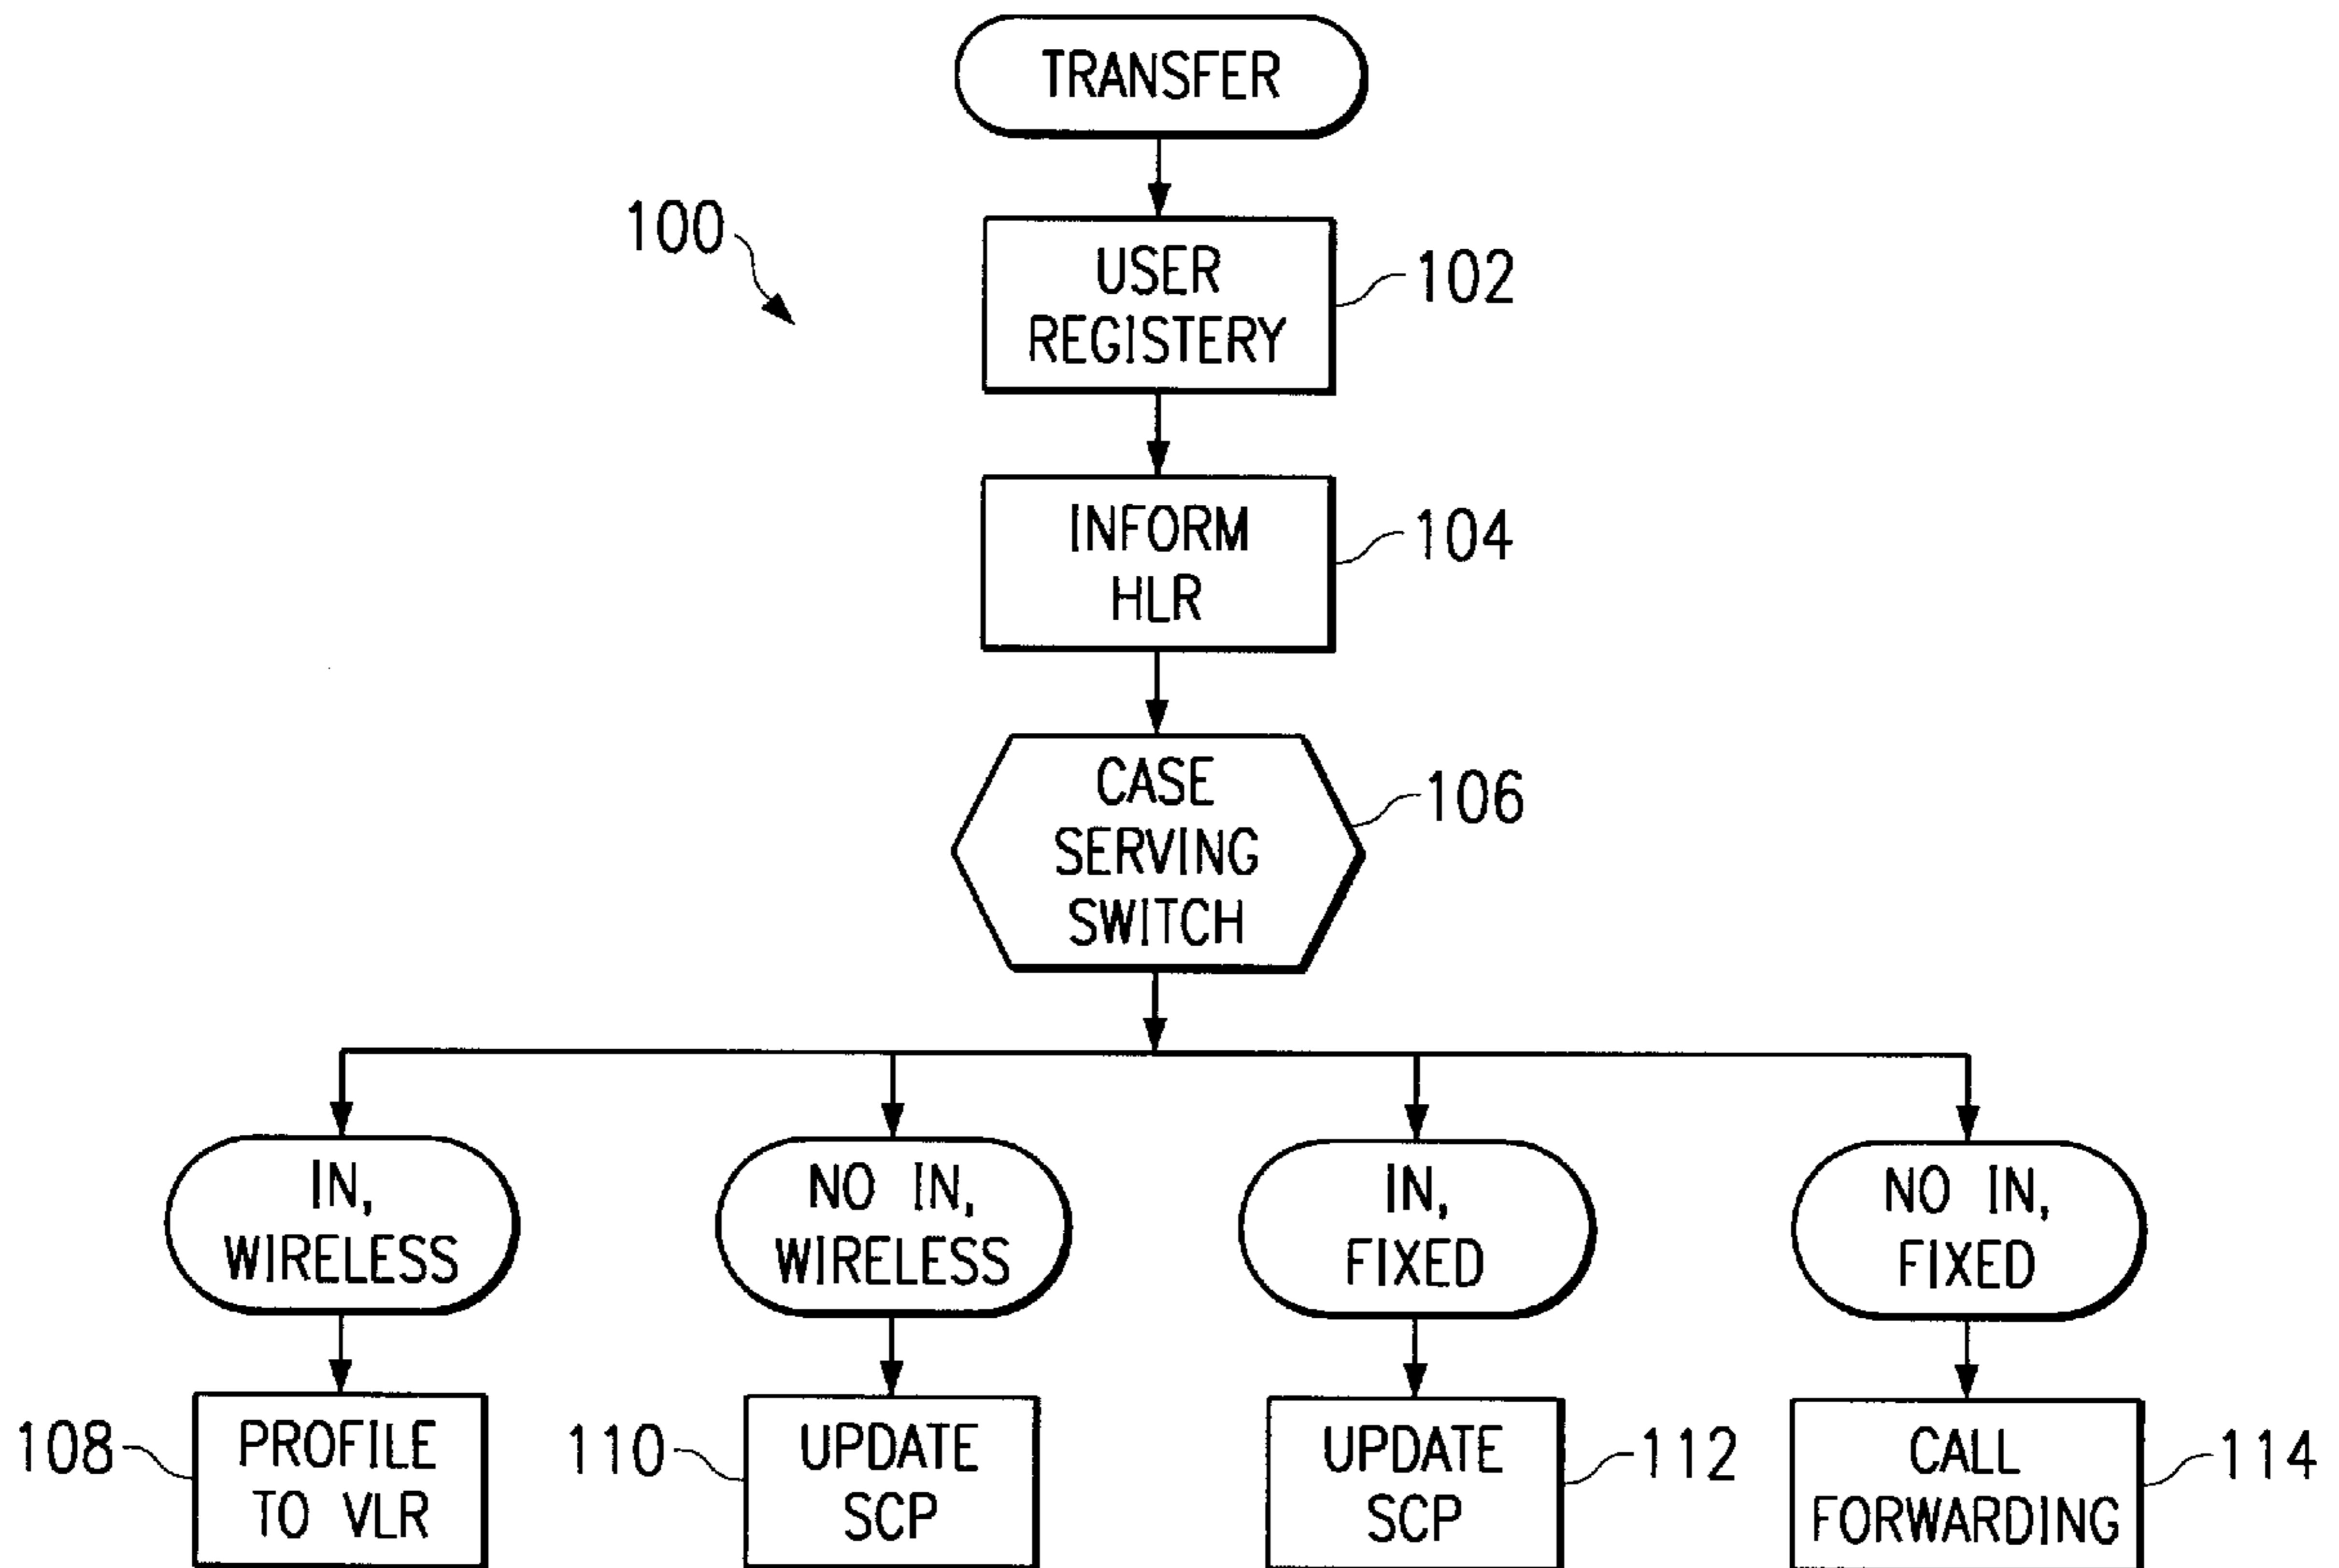 TRANSFER
100
USER
REGISTERY
102
INFORM
HLR
104
CASE
SERVING
SWITCH
106
IN,
WIRELESS
NO IN,
WIRELESS
IN,
FIXED
NO IN,
FIXED
108
PROFILE
TO VLR
110
UPDATE
SCP
UPDATE
SCP
112
CALL
FORWARDING
114